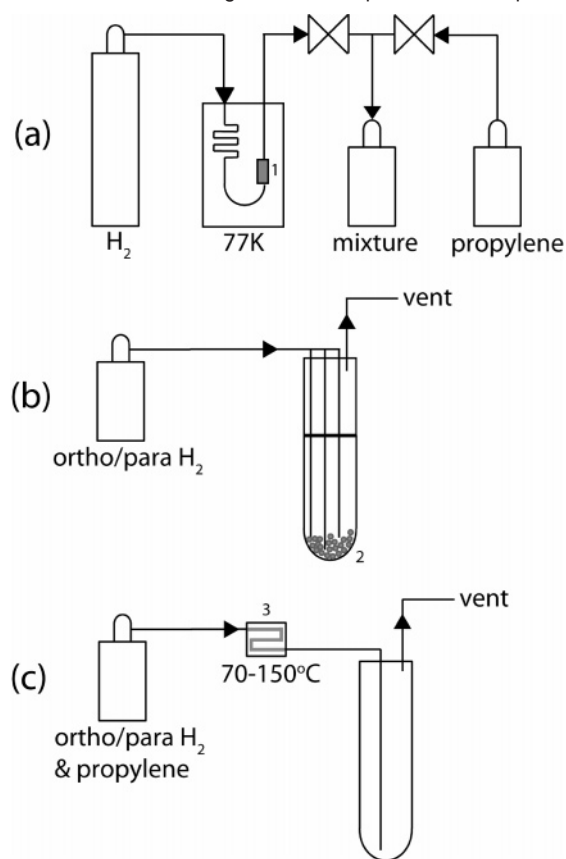 (a)
H2
77K
1
mixture
propylene
(b)
vent
ortho/para H2
2
(c)
3
70-150°C
vent
ortho/para H2
& propylene